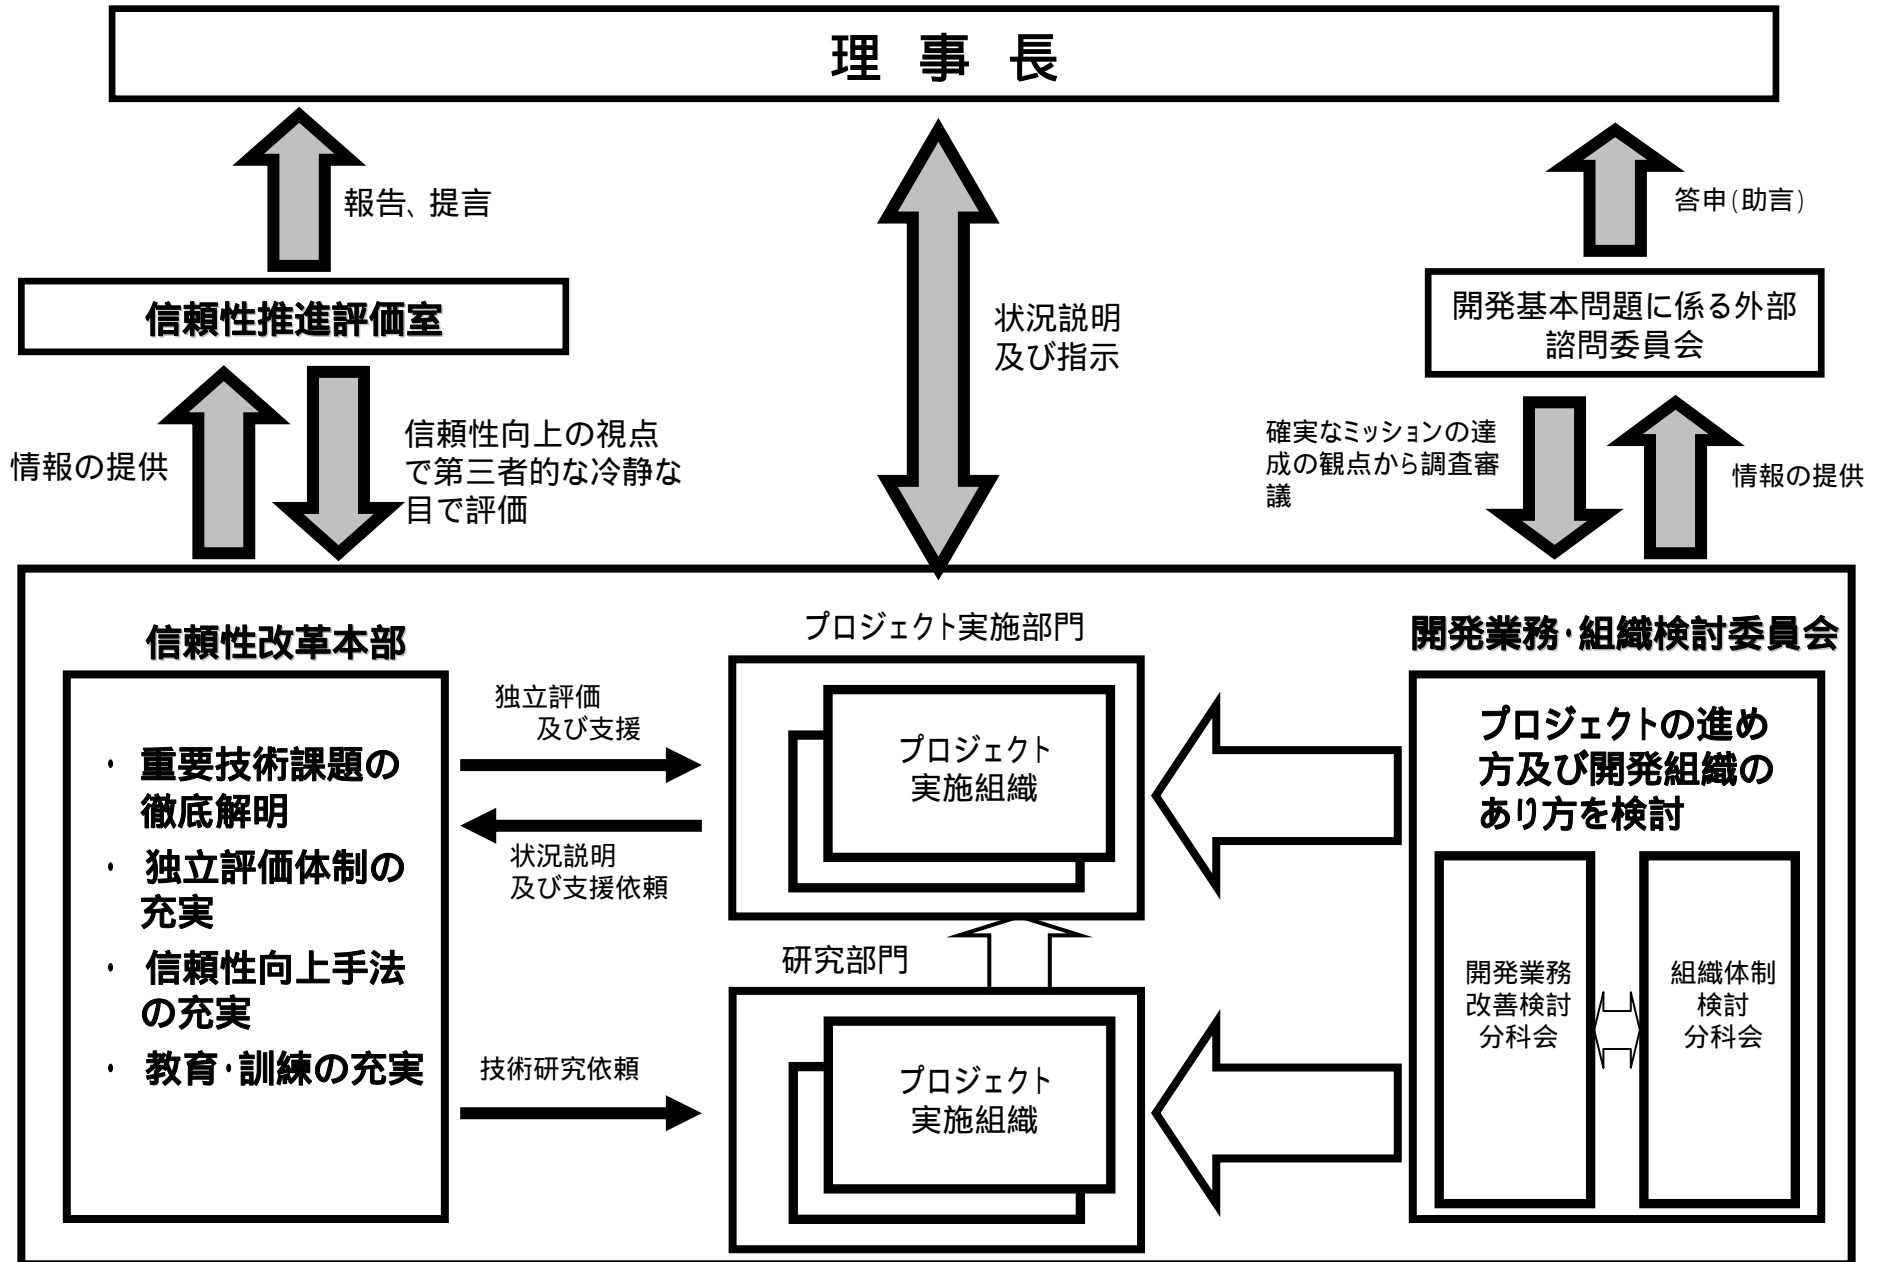 理 事 長
報告、提言
答申(助言)
信頼性推進評価室
状況説明
及び指示
開発基本問題に係る外部
諮問委員会
情報の提供
信頼性向上の視点
で第三者的な冷静な
目で評価
確実なミッションの達
成の観点から調査審
議
情報の提供
信頼性改革本部
・ 重要技術課題の
徹底解明
・ 独立評価体制の
充実
・ 信頼性向上手法
の充実
・ 教育・訓練の充実
独立評価
及び支援
状況説明
及び支援依頼
技術研究依頼
プロジェクト実施部門
プロジェクト
実施組織
研究部門
プロジェクト
実施組織
開発業務・組織検討委員会
プロジェクトの進め
方及び開発組織の
あり方を検討
開発業務
改善検討
分科会
組織体制
検討
分科会